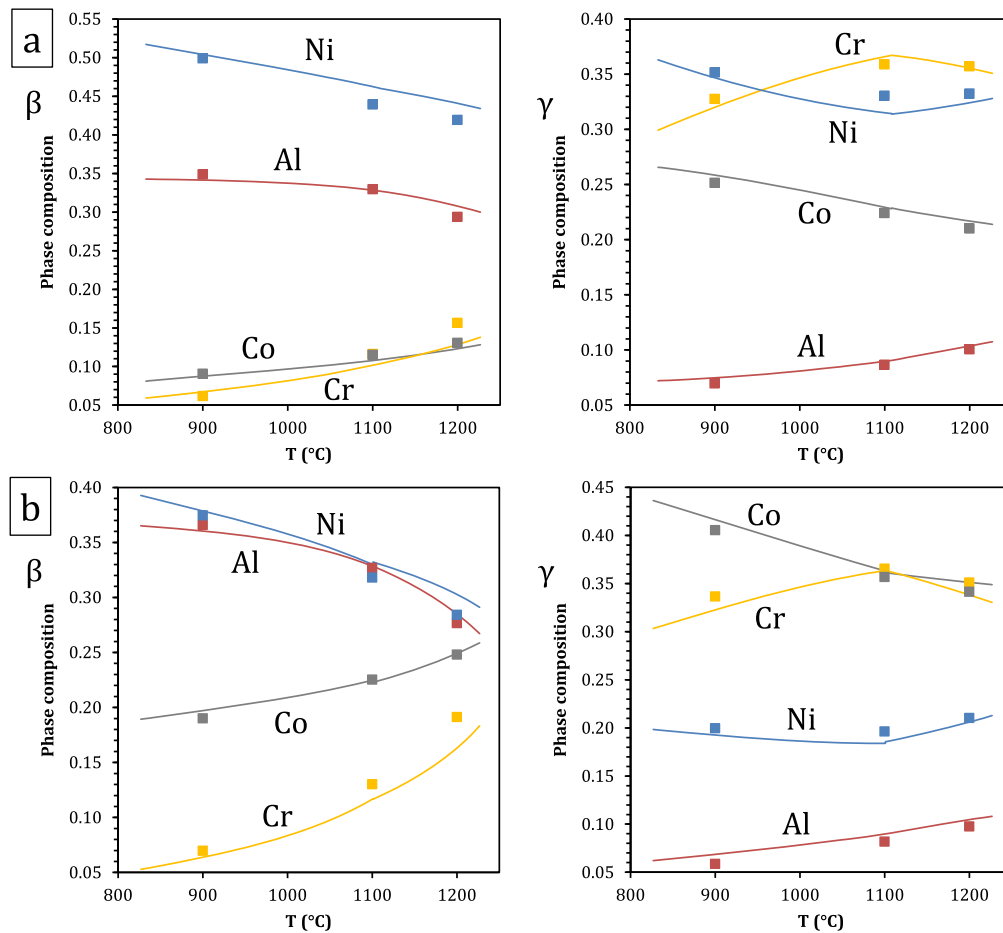 a
β
Phase composition
0.55
0.50
0.45
0.40
0.35
0.30
0.25
0.20
0.15
0.10
0.05
Ni
Al
Co
Cr
800
900
1000
1100
1200
T (°C)
γ
Phase composition
0.40
0.35
0.30
0.25
0.20
0.15
0.10
0.05
Cr
Ni
Co
Al
800
900
1000
1100
1200
T (°C)
b
β
Phase composition
0.40
0.35
0.30
0.25
0.20
0.15
0.10
0.05
Ni
Al
Co
Cr
800
900
1000
1100
1200
T (°C)
γ
Phase composition
0.45
0.40
0.35
0.30
0.25
0.20
0.15
0.10
0.05
Co
Cr
Ni
Al
800
900
1000
1100
1200
T (°C)